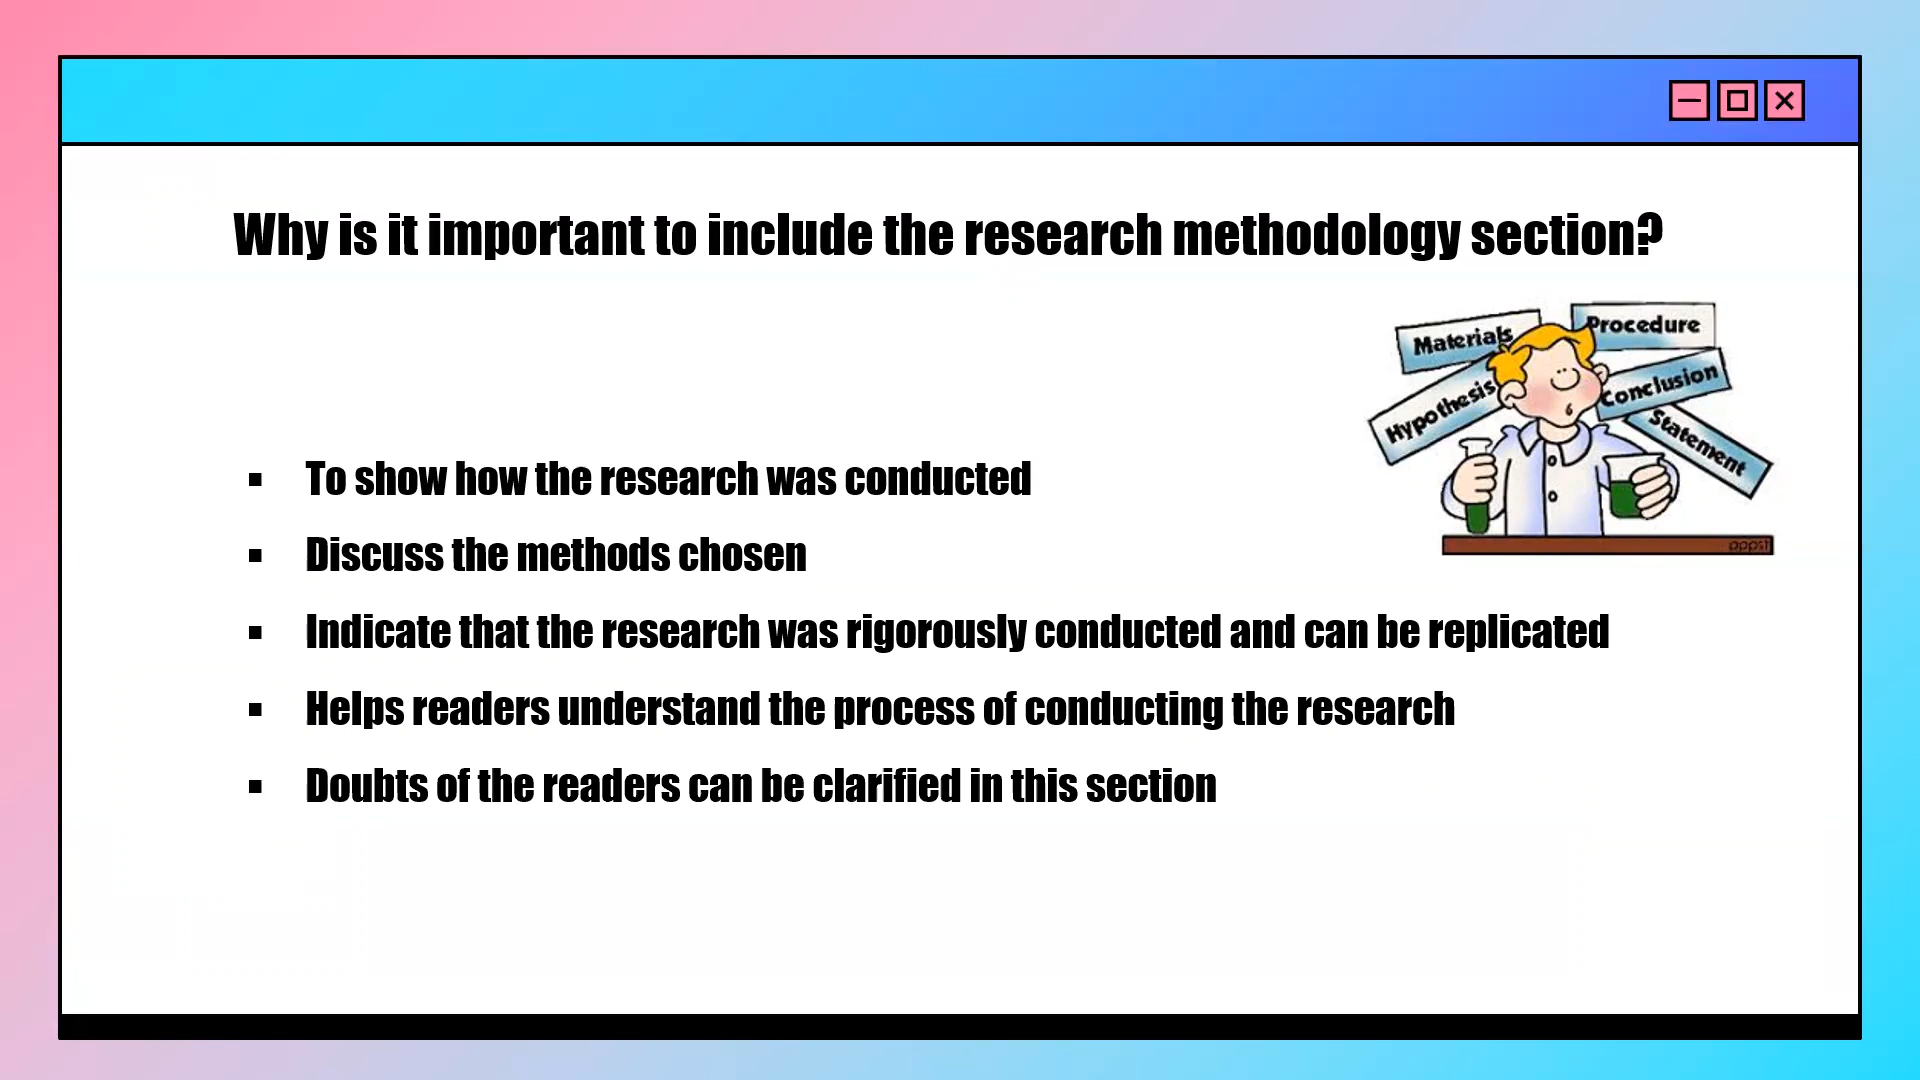 Why is it important to include the research methodology section?
Materials
Procedure
Hypothesis
Conclusion
Statement
▪ To show how the research was conducted
▪ Discuss the methods chosen
▪ Indicate that the research was rigorously conducted and can be replicated
▪ Helps readers understand the process of conducting the research
▪ Doubts of the readers can be clarified in this section